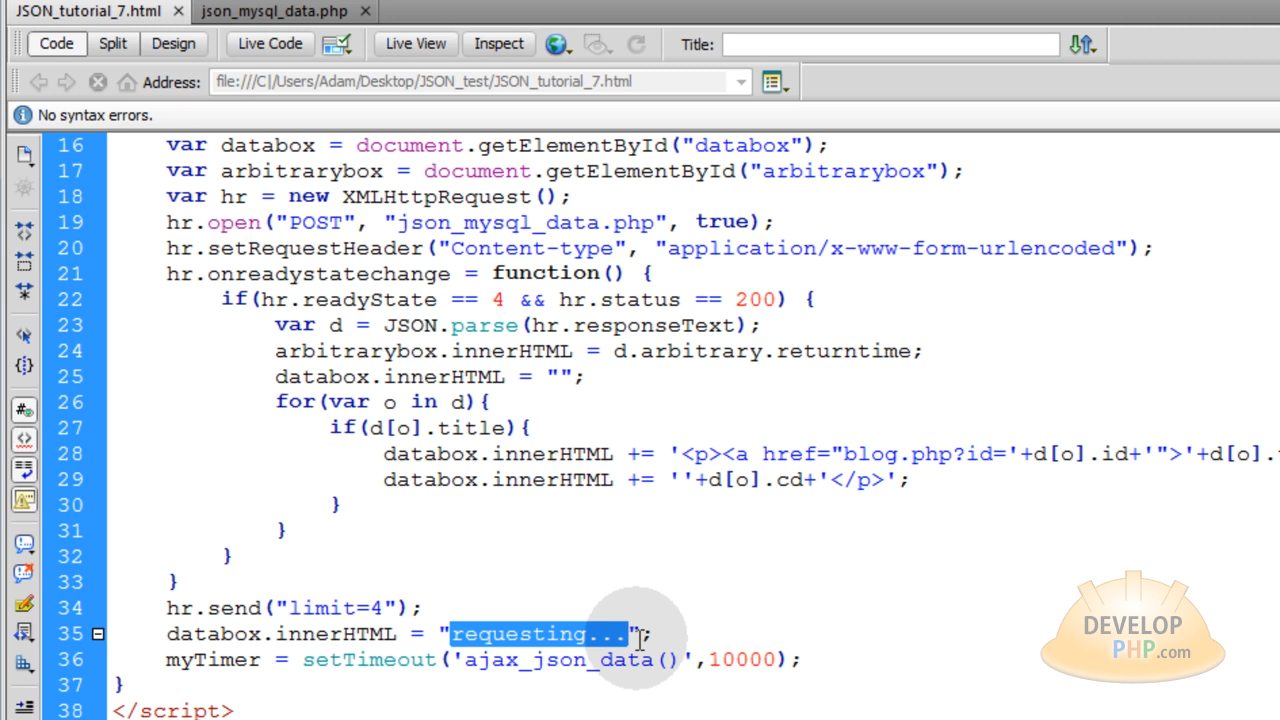 JSON_tutorial_7.html × json_mysql_data.php ×
Code Split Design Live Code Live View Inspect Title:
Address: file:///C|/Users/Adam/Desktop/JSON_test/JSON_tutorial_7.html
No syntax errors.
16 var databox = document.getElementById("databox");
17 var arbitrarybox = document.getElementById("arbitrarybox");
18 var hr = new XMLHttpRequest();
19 hr.open("POST", "json_mysql_data.php", true);
20 hr.setRequestHeader("Content-type", "application/x-www-form-urlencoded");
21 hr.onreadystatechange = function() {
22 if(hr.readyState == 4 && hr.status == 200) {
23 var d = JSON.parse(hr.responseText);
24 arbitrarybox.innerHTML = d.arbitrary.returntime;
25 databox.innerHTML = "";
26 for(var o in d){
27 if(d[o].title){
28 databox.innerHTML += '<p><a href="blog.php?id='+d[o].id+'">'+d[o].
29 databox.innerHTML += ''+d[o].cd+'</p>';
30 }
31 }
32 }
33 }
34 hr.send("limit=4");
35 databox.innerHTML = "requesting...";
36 myTimer = setTimeout('ajax_json_data()',10000);
37 }
38 </script>
DEVELOP
PHP.com